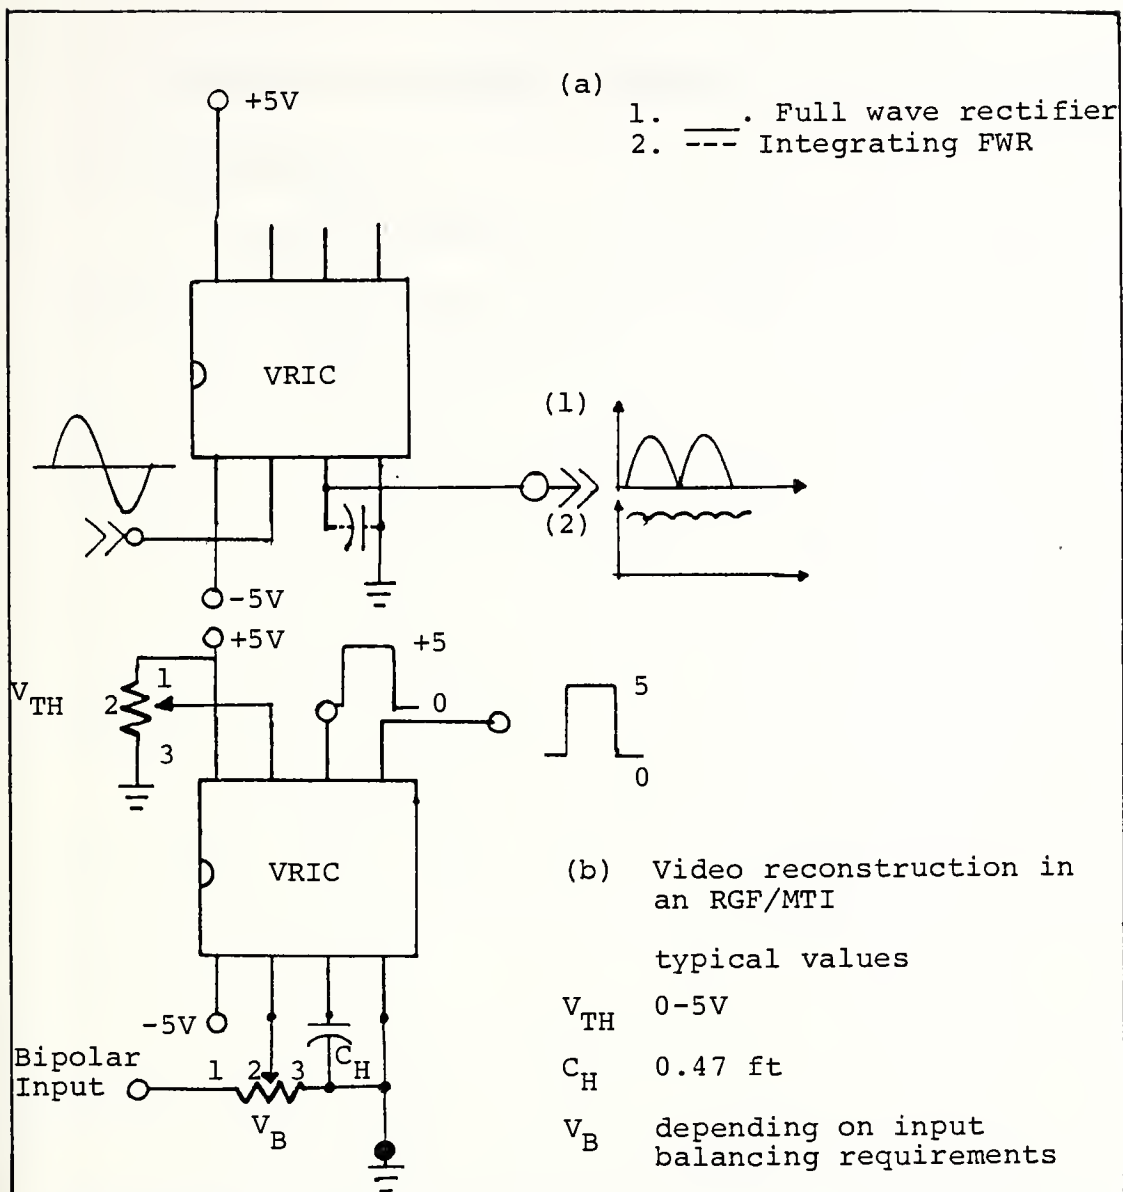 (a)
+5V
1. ___. Full wave rectifier
2. --- Integrating FWR
VRIC
(1)
(2)
-5V
+5V
+5
0
1
V_TH
2
3
5
0
VRIC
(b) Video reconstruction in
an RGF/MTI
typical values
-5V
V_TH 0-5V
Bipolar
Input
1 2 3
C_H
C_H 0.47 ft
V_B
V_B depending on input
balancing requirements